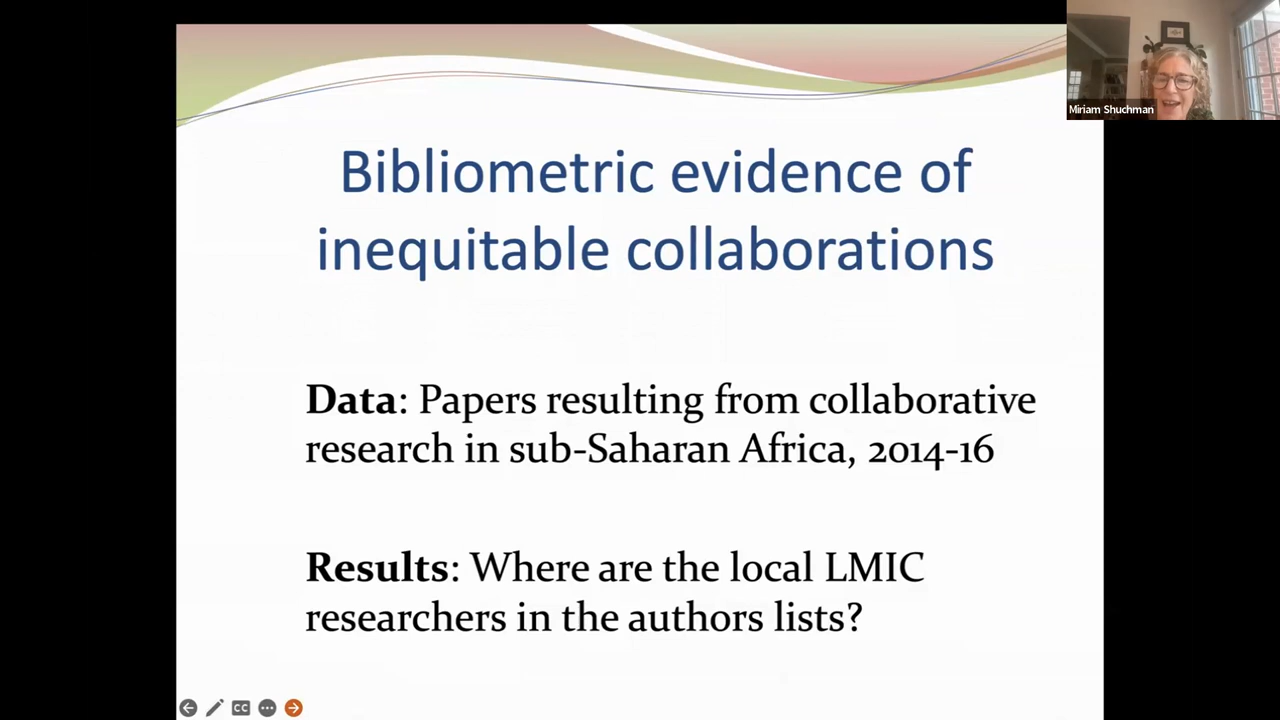 Miriam Shuchman
Bibliometric evidence of
inequitable collaborations
Data: Papers resulting from collaborative
research in sub-Saharan Africa, 2014-16
Results: Where are the local LMIC
researchers in the authors lists?
CC